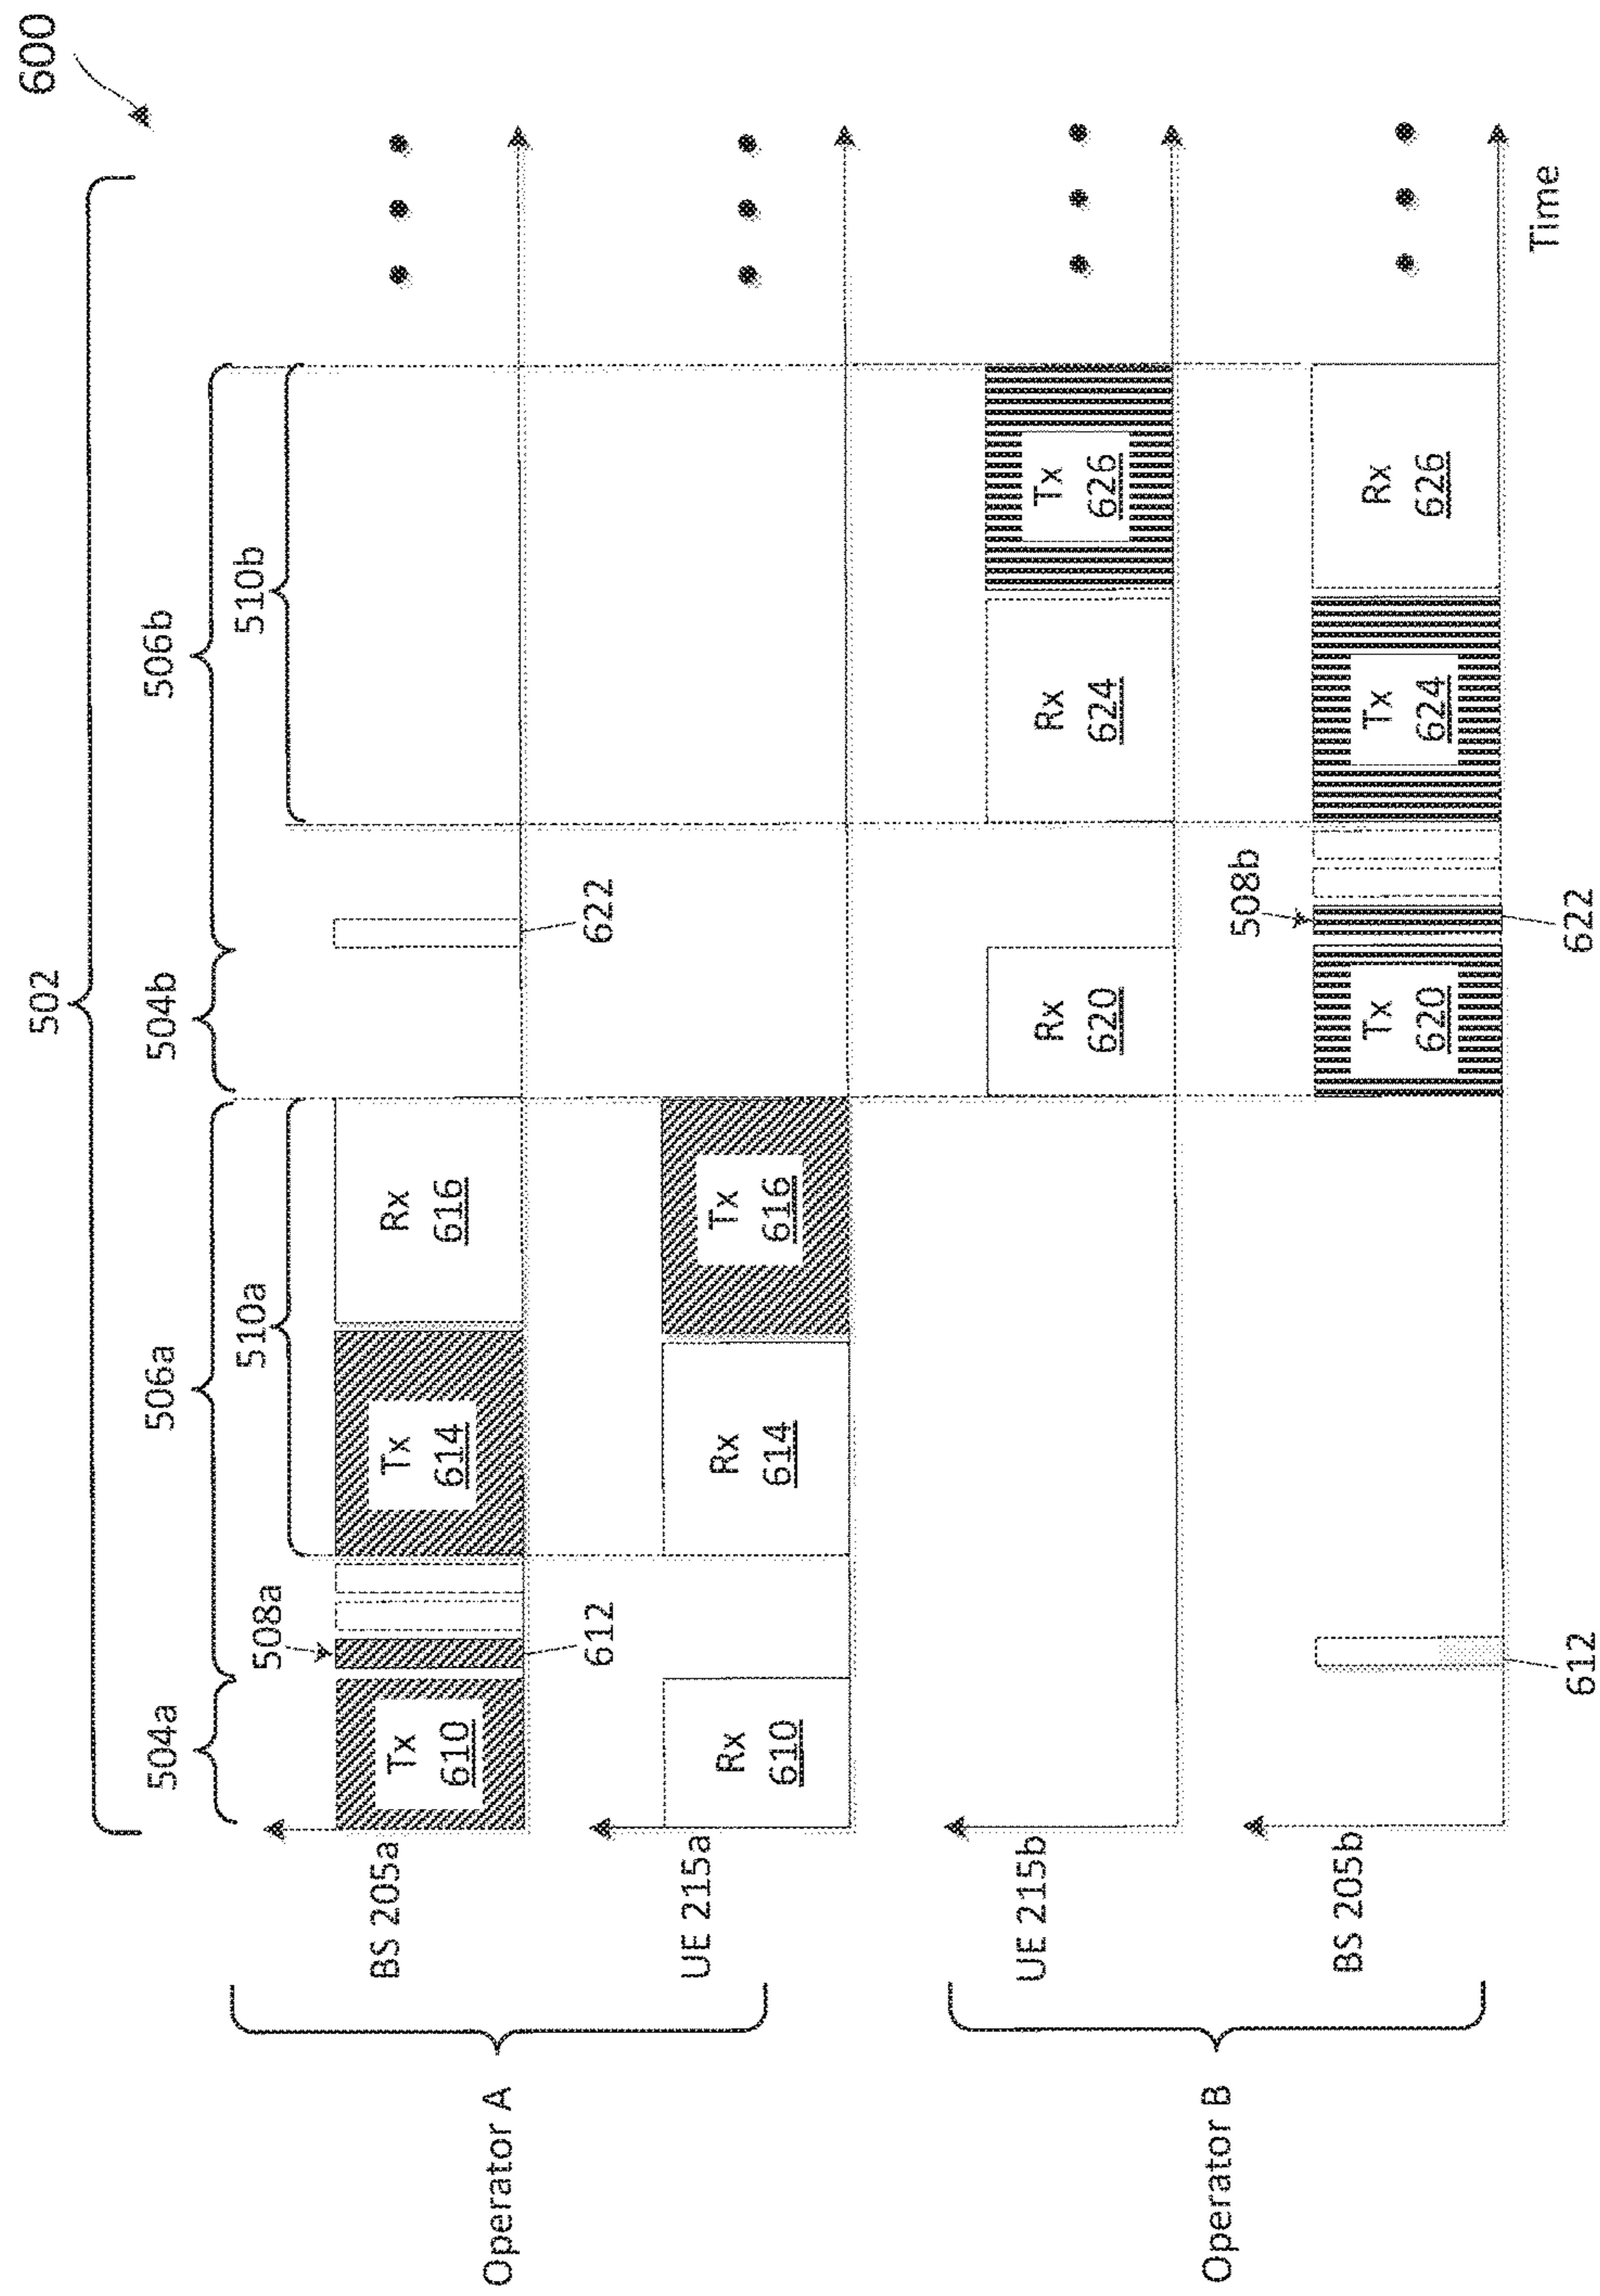 600
502
504a
506a
504b
506b
510a
510b
Operator A
BS 205a
Tx
610
508a
612
Tx
614
Rx
616
622
UE 215a
Rx
610
Rx
614
Tx
616
Operator B
UE 215b
Rx
620
Rx
624
Tx
626
BS 205b
612
Tx
620
508b
622
Tx
624
Rx
626
Time